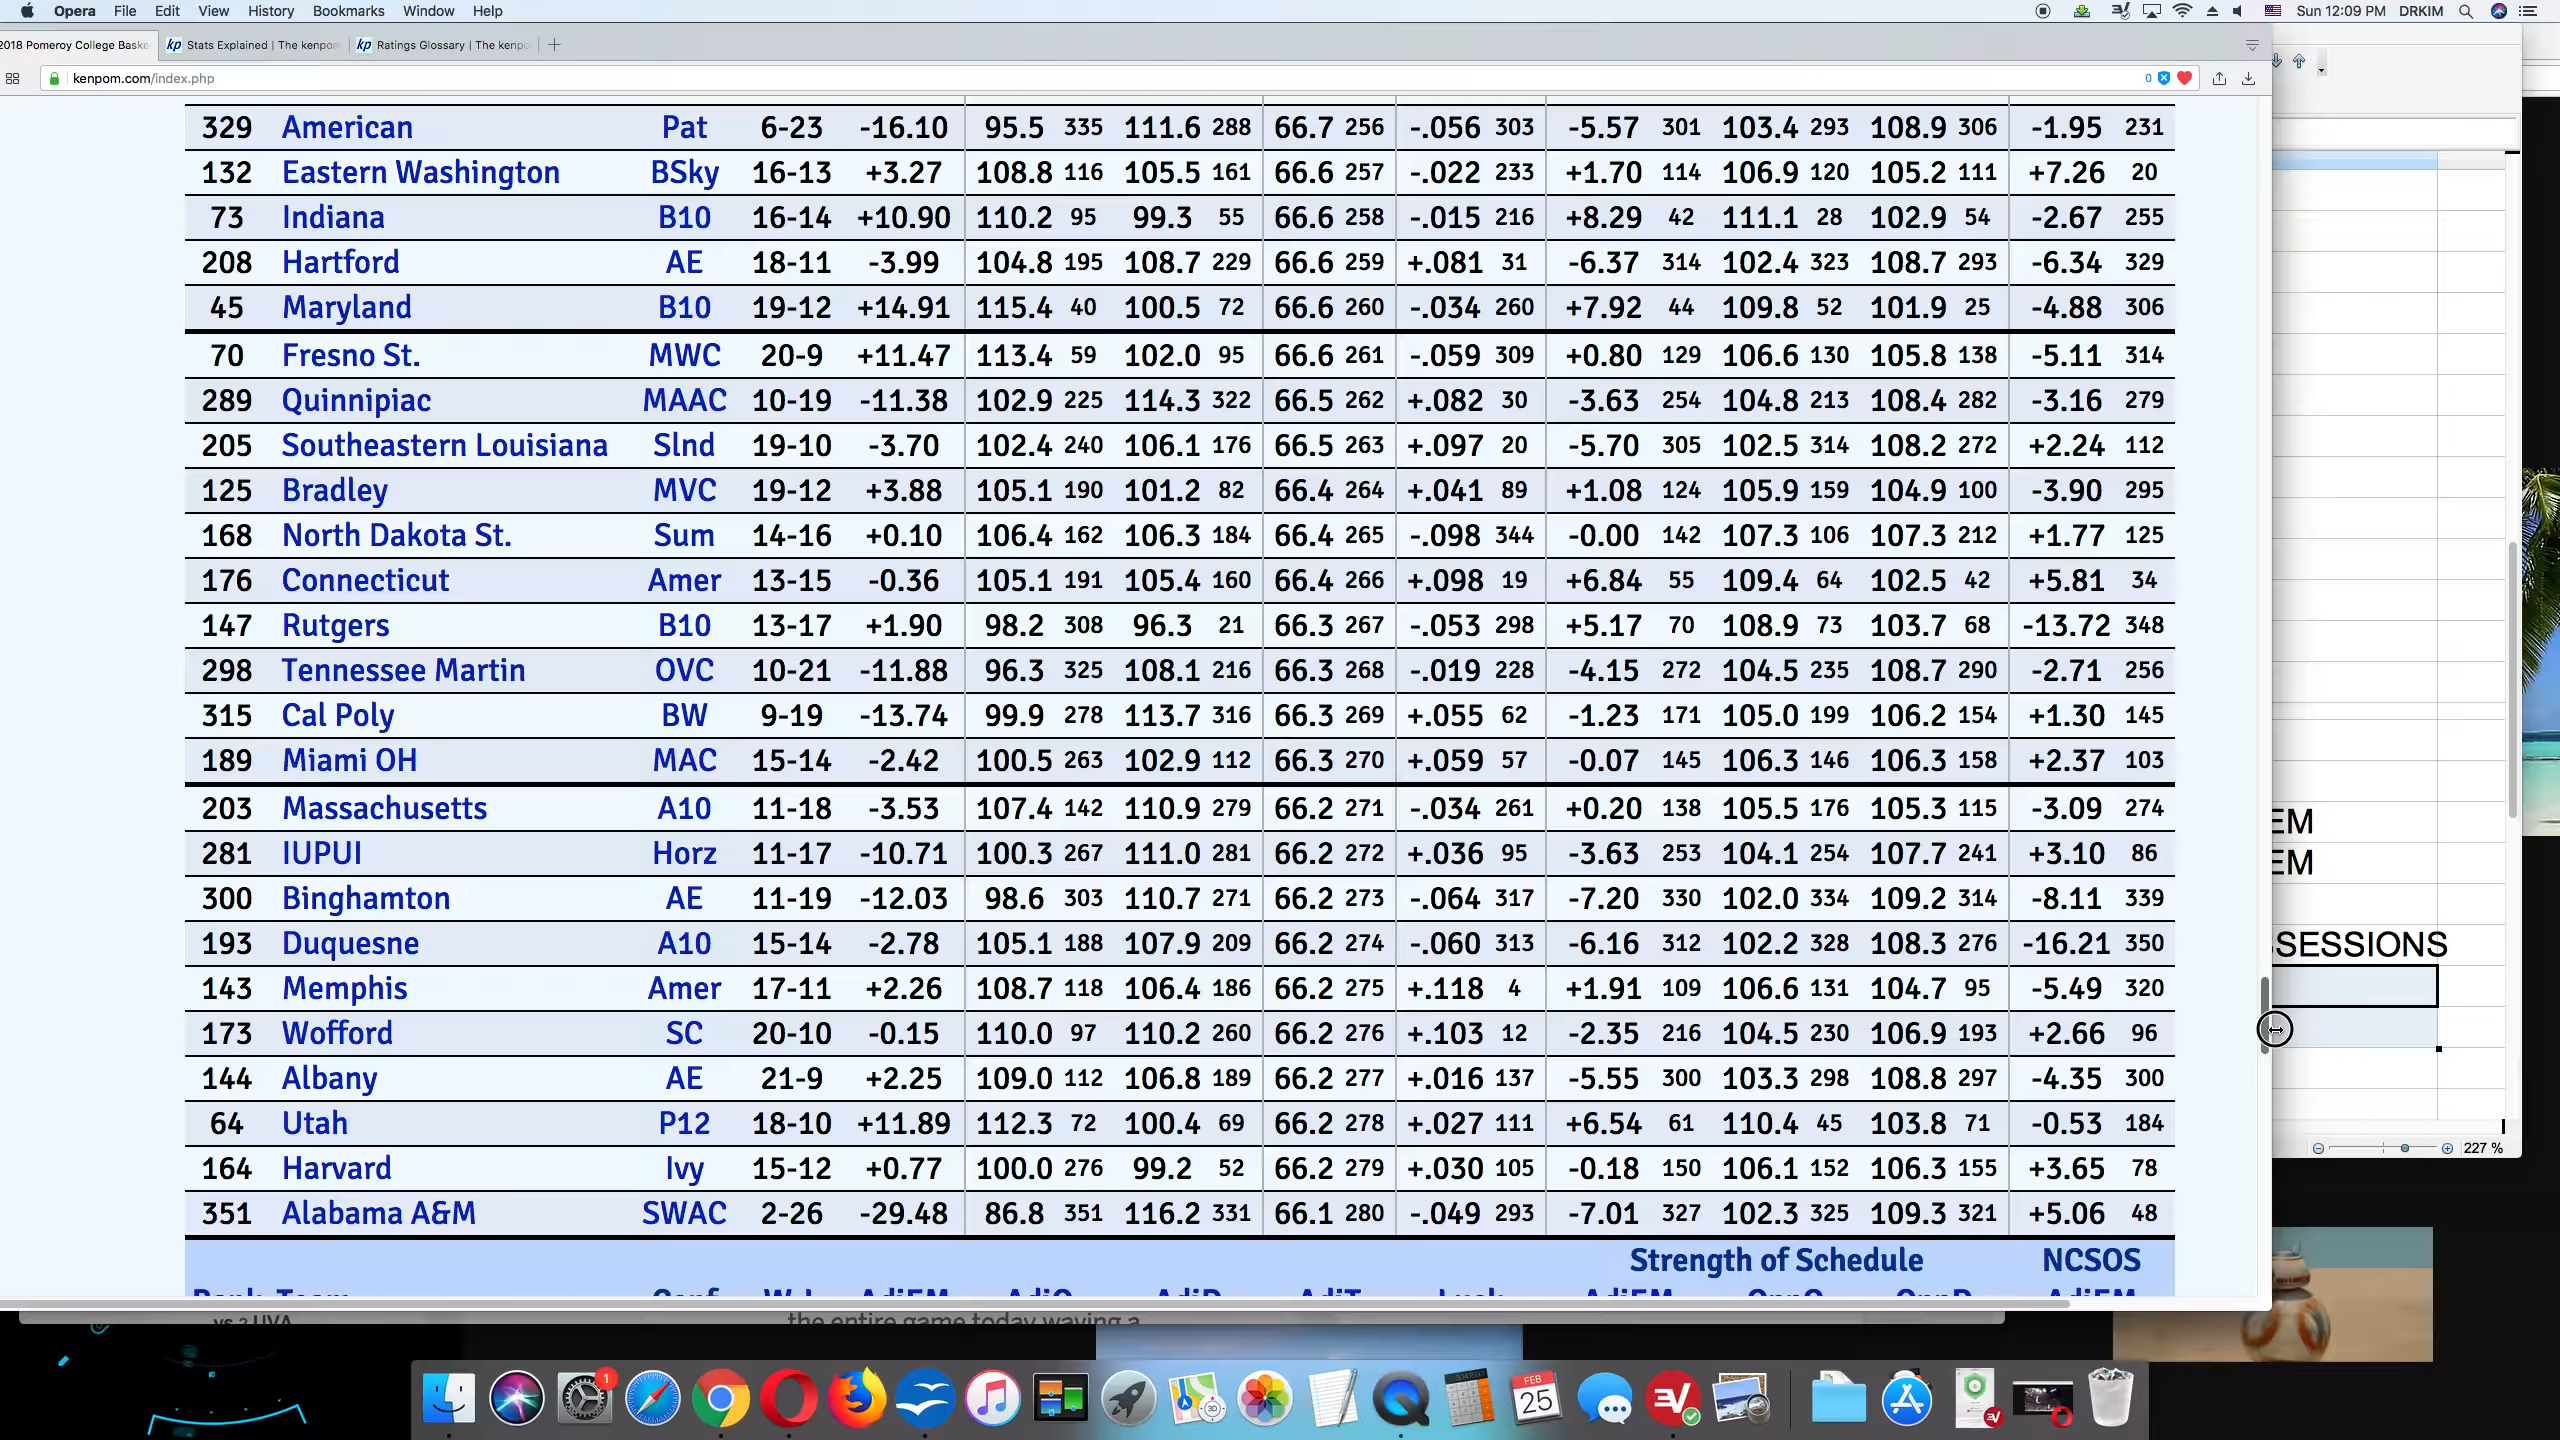 Opera File Edit View History Bookmarks Window Help Sun 12:09 PM DRKIM
2018 Pomeroy College Baske kp Stats Explained | The kenpom kp Ratings Glossary | The kenpo
kenpom.com/index.php 0
329 American Pat 6-23 -16.10 95.5 335 111.6 288 66.7 256 -.056 303 -5.57 301 103.4 293 108.9 306 -1.95 231
132 Eastern Washington BSky 16-13 +3.27 108.8 116 105.5 161 66.6 257 -.022 233 +1.70 114 106.9 120 105.2 111 +7.26 20
73 Indiana B10 16-14 +10.90 110.2 95 99.3 55 66.6 258 -.015 216 +8.29 42 111.1 28 102.9 54 -2.67 255
208 Hartford AE 18-11 -3.99 104.8 195 108.7 229 66.6 259 +.081 31 -6.37 314 102.4 323 108.7 293 -6.34 329
45 Maryland B10 19-12 +14.91 115.4 40 100.5 72 66.6 260 -.034 260 +7.92 44 109.8 52 101.9 25 -4.88 306
70 Fresno St. MWC 20-9 +11.47 113.4 59 102.0 95 66.6 261 -.059 309 +0.80 129 106.6 130 105.8 138 -5.11 314
289 Quinnipiac MAAC 10-19 -11.38 102.9 225 114.3 322 66.5 262 +.082 30 -3.63 254 104.8 213 108.4 282 -3.16 279
205 Southeastern Louisiana Slnd 19-10 -3.70 102.4 240 106.1 176 66.5 263 +.097 20 -5.70 305 102.5 314 108.2 272 +2.24 112
125 Bradley MVC 19-12 +3.88 105.1 190 101.2 82 66.4 264 +.041 89 +1.08 124 105.9 159 104.9 100 -3.90 295
168 North Dakota St. Sum 14-16 +0.10 106.4 162 106.3 184 66.4 265 -.098 344 -0.00 142 107.3 106 107.3 212 +1.77 125
176 Connecticut Amer 13-15 -0.36 105.1 191 105.4 160 66.4 266 +.098 19 +6.84 55 109.4 64 102.5 42 +5.81 34
147 Rutgers B10 13-17 +1.90 98.2 308 96.3 21 66.3 267 -.053 298 +5.17 70 108.9 73 103.7 68 -13.72 348
298 Tennessee Martin OVC 10-21 -11.88 96.3 325 108.1 216 66.3 268 -.019 228 -4.15 272 104.5 235 108.7 290 -2.71 256
315 Cal Poly BW 9-19 -13.74 99.9 278 113.7 316 66.3 269 +.055 62 -1.23 171 105.0 199 106.2 154 +1.30 145
189 Miami OH MAC 15-14 -2.42 100.5 263 102.9 112 66.3 270 +.059 57 -0.07 145 106.3 146 106.3 158 +2.37 103
203 Massachusetts A10 11-18 -3.53 107.4 142 110.9 279 66.2 271 -.034 261 +0.20 138 105.5 176 105.3 115 -3.09 274
EM
281 IUPUI Horz 11-17 -10.71 100.3 267 111.0 281 66.2 272 +.036 95 -3.63 253 104.1 254 107.7 241 +3.10 86
EM
300 Binghamton AE 11-19 -12.03 98.6 303 110.7 271 66.2 273 -.064 317 -7.20 330 102.0 334 109.2 314 -8.11 339
193 Duquesne A10 15-14 -2.78 105.1 188 107.9 209 66.2 274 -.060 313 -6.16 312 102.2 328 108.3 276 -16.21 350
SSESSIONS
143 Memphis Amer 17-11 +2.26 108.7 118 106.4 186 66.2 275 +.118 4 +1.91 109 106.6 131 104.7 95 -5.49 320
173 Wofford SC 20-10 -0.15 110.0 97 110.2 260 66.2 276 +.103 12 -2.35 216 104.5 230 106.9 193 +2.66 96
144 Albany AE 21-9 +2.25 109.0 112 106.8 189 66.2 277 +.016 137 -5.55 300 103.3 298 108.8 297 -4.35 300
64 Utah P12 18-10 +11.89 112.3 72 100.4 69 66.2 278 +.027 111 +6.54 61 110.4 45 103.8 71 -0.53 184
227 %
164 Harvard Ivy 15-12 +0.77 100.0 276 99.2 52 66.2 279 +.030 105 -0.18 150 106.1 152 106.3 155 +3.65 78
351 Alabama A&M SWAC 2-26 -29.48 86.8 351 116.2 331 66.1 280 -.049 293 -7.01 327 102.3 325 109.3 321 +5.06 48
Strength of Schedule NCSOS
Rank Team Conf W-L AdjEM AdjO AdjD AdjT Luck AdjEM OppO OppD AdjEM
vs 2 UVA the entire game today waving a
1 3D FEB 25